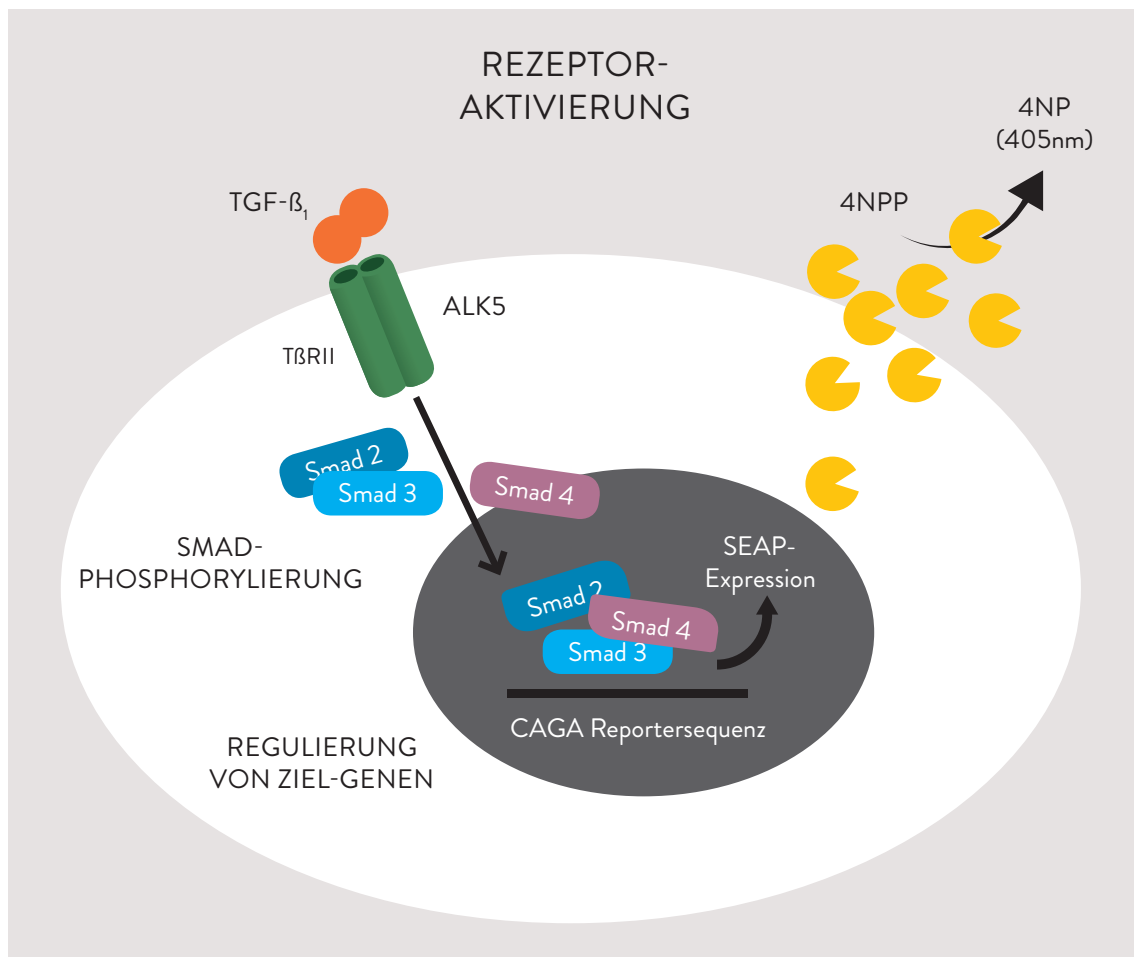 REZEPTOR-
AKTIVIERUNG
4NP
(405nm)
TGF-ß₁
4NPP
ALK5
TßRII
Smad 2
Smad 3
Smad 4
SMAD-
PHOSPHORYLIERUNG
SEAP-
Expression
Smad 2
Smad 4
Smad 3
CAGA Reportersequenz
REGULIERUNG
VON ZIEL-GENEN